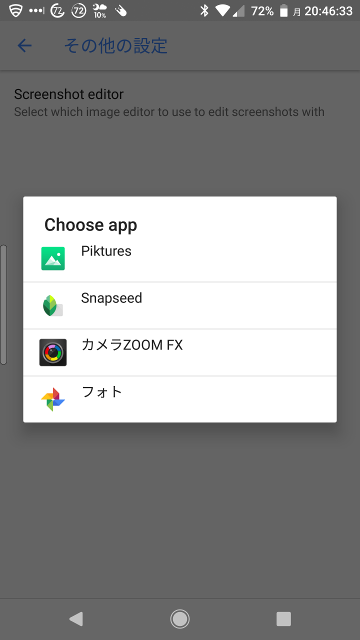 72 72 10% 72% 月 20:46:33
その他の設定
Screenshot editor
Select which image editor to use to edit screenshots with
Choose app
Piktures
Snapseed
カメラZOOM FX
フォト